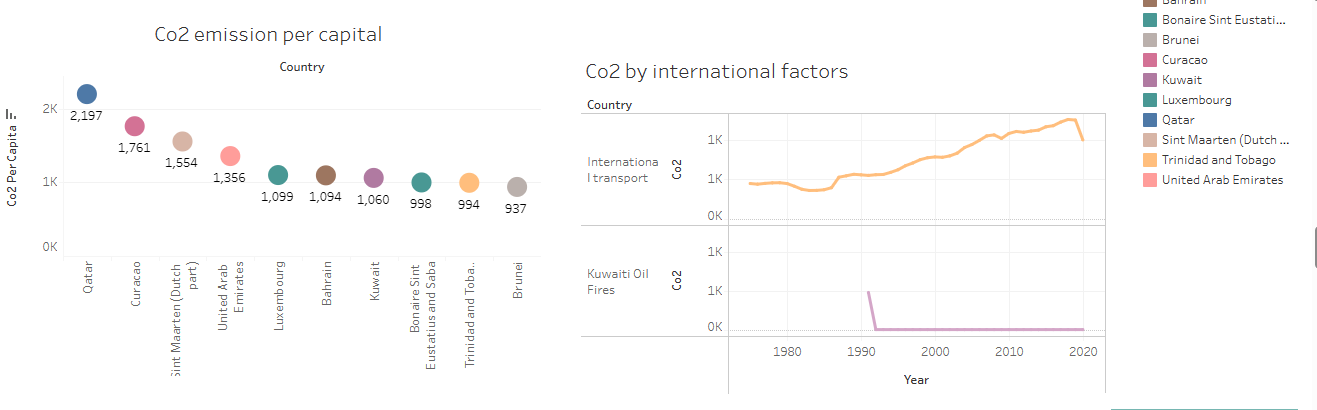 Co2 emission per capital
Country
Co2 Per Capita
2K
1K
0K
2,197
1,761
1,554
1,356
1,099
1,094
1,060
998
994
937
Qatar
Curacao
Sint Maarten (Dutch
part)
United Arab
Emirates
Luxembourg
Bahrain
Kuwait
Bonaire Sint
Eustatius and Saba
Trinidad and Toba..
Brunei
Co2 by international factors
Country
Internationa
l transport
Co2
1K
1K
0K
Kuwaiti Oil
Fires
Co2
1K
1K
0K
1980
1990
2000
2010
2020
Year
Bahrain
Bonaire Sint Eustati...
Brunei
Curacao
Kuwait
Luxembourg
Qatar
Sint Maarten (Dutch ...
Trinidad and Tobago
United Arab Emirates